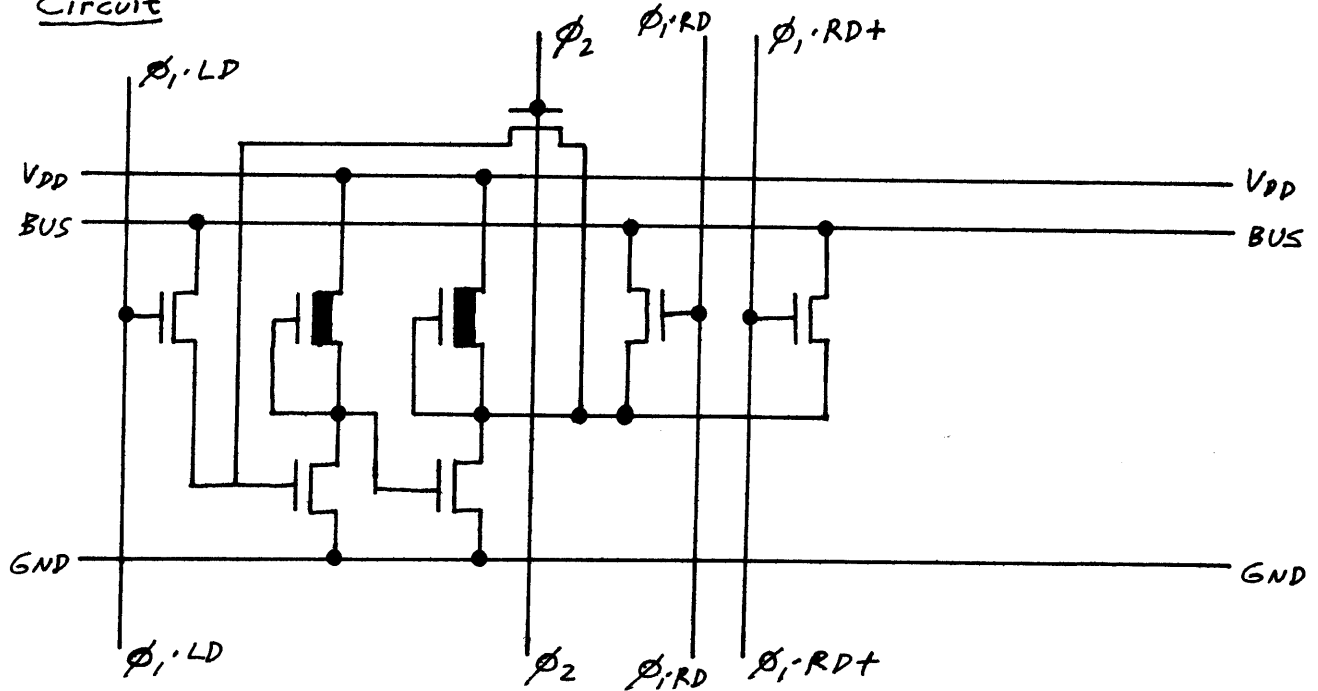 Circuit
φ₁·LD
φ₂
φ₁·RD
φ₁·RD+
VDD
VDD
BUS
BUS
GND
GND
φ₁·LD
φ₂
φ₁·RD
φ₁·RD+